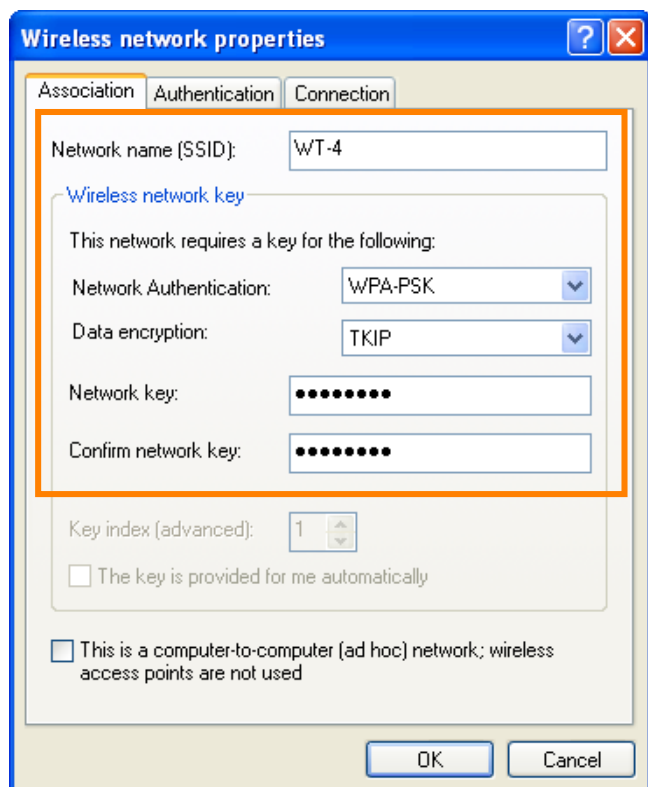 Wireless network properties
Association Authentication Connection
Network name (SSID): WT-4
Wireless network key
This network requires a key for the following:
Network Authentication: WPA-PSK
Data encryption: TKIP
Network key: ••••••••
Confirm network key: ••••••••
Key index (advanced): 1
The key is provided for me automatically
This is a computer-to-computer (ad hoc) network; wireless
access points are not used
OK Cancel